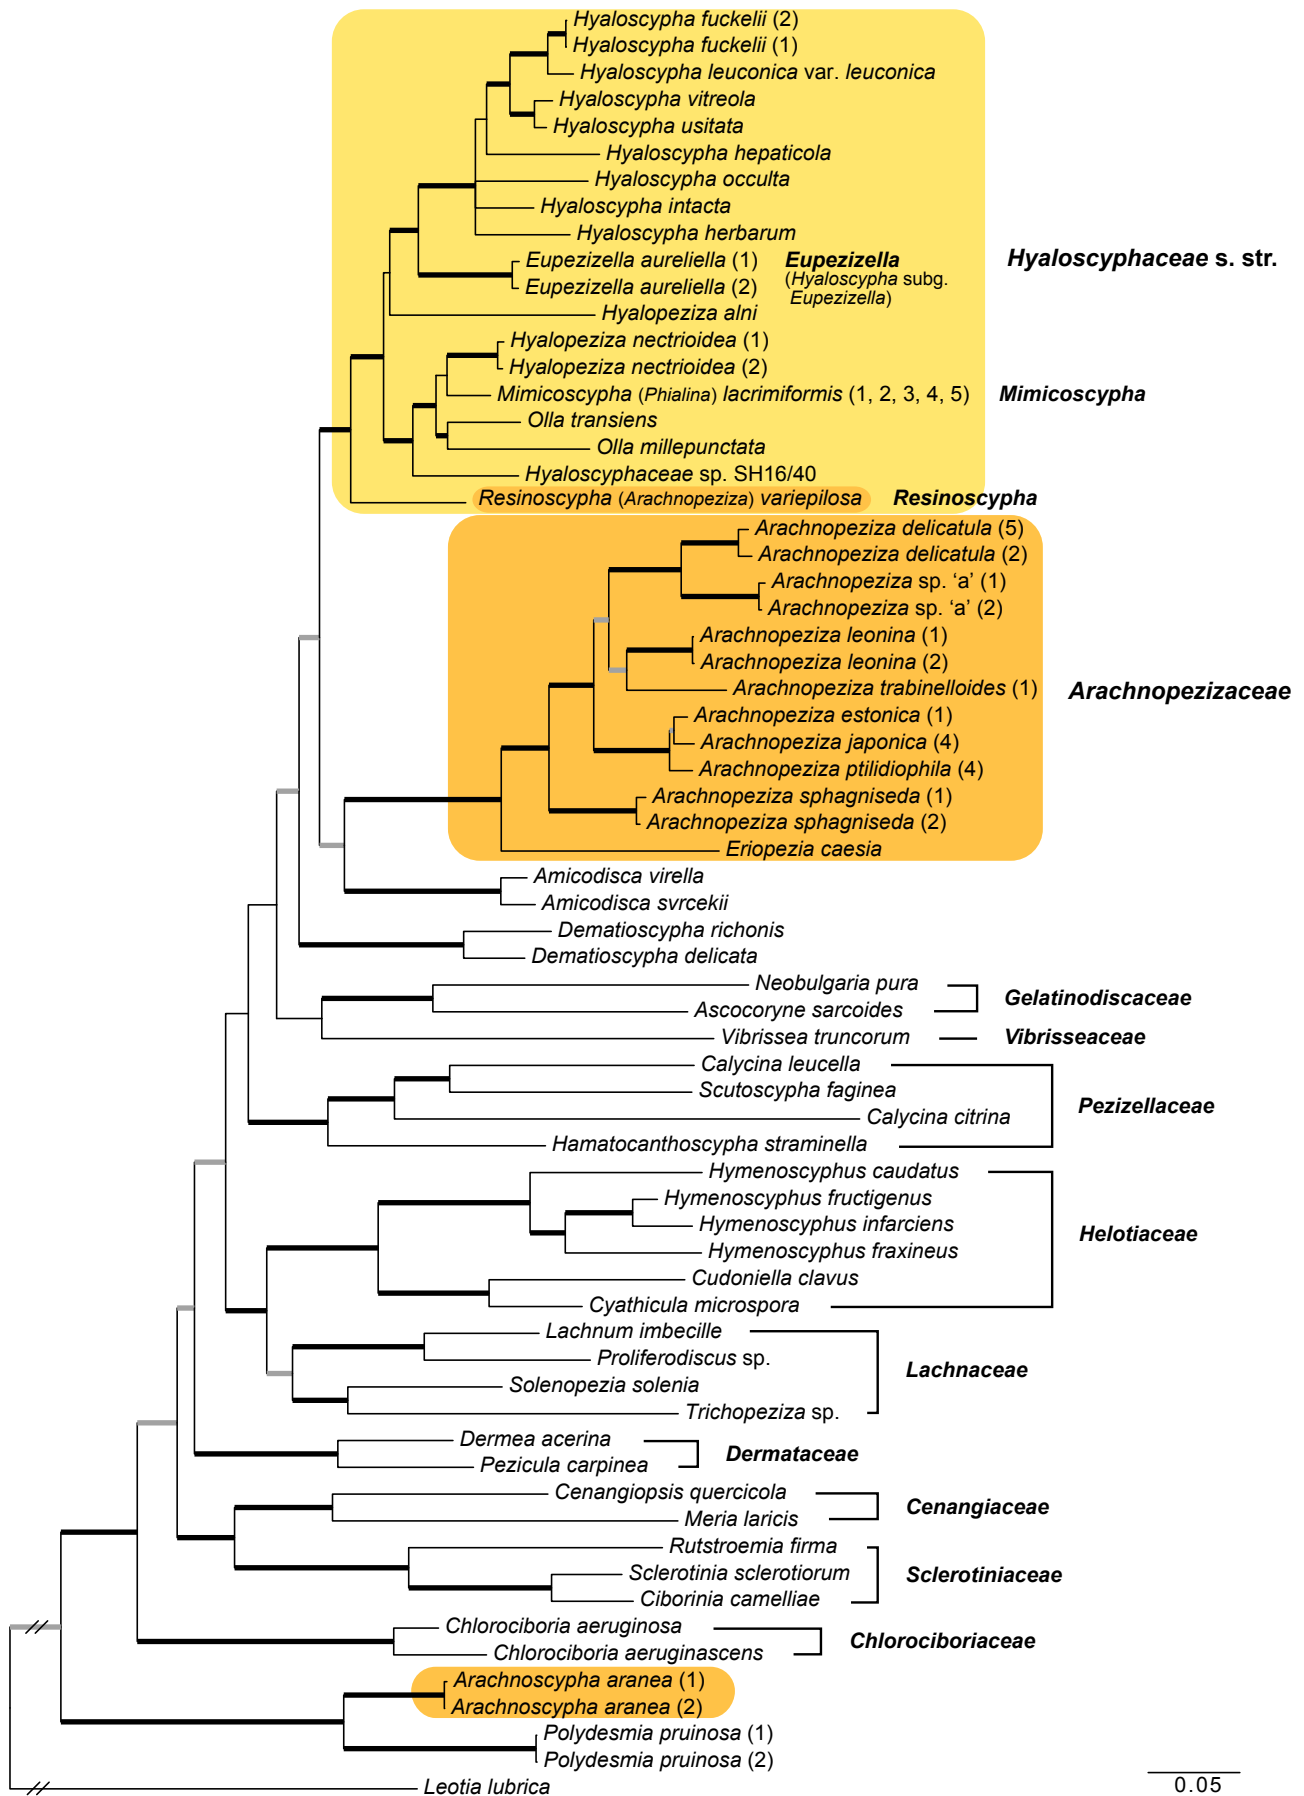 Hyaloscypha fuckelii (2)
Hyaloscypha fuckelii (1)
Hyaloscypha leuconica var. leuconica
Hyaloscypha vitreola
Hyaloscypha usitata
Hyaloscypha hepaticola
Hyaloscypha occulta
Hyaloscypha intacta
Hyaloscypha herbarum
Hyaloscyphaceae s. str.
Eupezizella aureliella (1) Eupezizella
(Hyaloscypha subg.
Eupezizella aureliella (2) Eupezizella)
Hyalopeziza alni
Hyalopeziza nectrioidea (1)
Hyalopeziza nectrioidea (2)
Mimicoscypha (Phialina) lacrimiformis (1, 2, 3, 4, 5) Mimicoscypha
Olla transiens
Olla millepunctata
Hyaloscyphaceae sp. SH16/40
Resinoscypha (Arachnopeziza) variepilosa Resinoscypha
Arachnopeziza delicatula (5)
Arachnopeziza delicatula (2)
Arachnopeziza sp. ‘a’ (1)
Arachnopeziza sp. ‘a’ (2)
Arachnopeziza leonina (1)
Arachnopeziza leonina (2)
Arachnopeziza trabinelloides (1) Arachnopezizaceae
Arachnopeziza estonica (1)
Arachnopeziza japonica (4)
Arachnopeziza ptilidiophila (4)
Arachnopeziza sphagniseda (1)
Arachnopeziza sphagniseda (2)
Eriopezia caesia
Amicodisca virella
Amicodisca svrcekii
Dematioscypha richonis
Dematioscypha delicata
Neobulgaria pura
Gelatinodiscaceae
Ascocoryne sarcoides
Vibrissea truncorum Vibrisseaceae
Calycina leucella
Scutoscypha faginea
Pezizellaceae
Calycina citrina
Hamatocanthoscypha straminella
Hymenoscyphus caudatus
Hymenoscyphus fructigenus
Hymenoscyphus infarciens
Helotiaceae
Hymenoscyphus fraxineus
Cudoniella clavus
Cyathicula microspora
Lachnum imbecille
Proliferodiscus sp.
Lachnaceae
Solenopezia solenia
Trichopeziza sp.
Dermea acerina
Dermataceae
Pezicula carpinea
Cenangiopsis quercicola
Cenangiaceae
Meria laricis
Rutstroemia firma
Sclerotinia sclerotiorum Sclerotiniaceae
Ciborinia camelliae
Chlorociboria aeruginosa
Chlorociboriaceae
Chlorociboria aeruginascens
Arachnoscypha aranea (1)
Arachnoscypha aranea (2)
Polydesmia pruinosa (1)
Polydesmia pruinosa (2)
Leotia lubrica
0.05